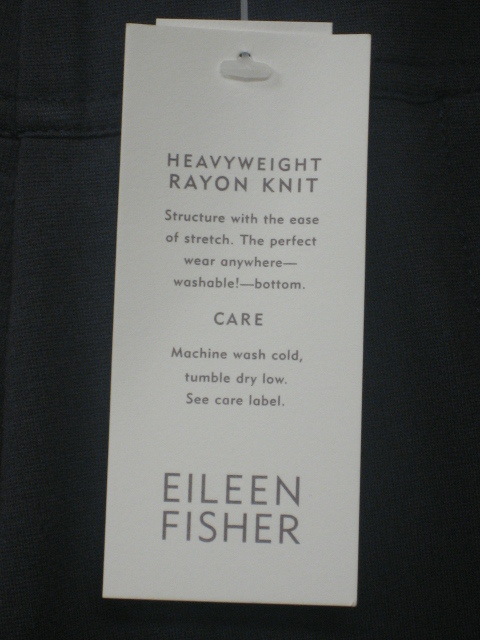 HEAVYWEIGHT
RAYON KNIT
Structure with the ease
of stretch. The perfect
wear anywhere—
washable!—bottom.
CARE
Machine wash cold,
tumble dry low.
See care label.
EILEEN
FISHER